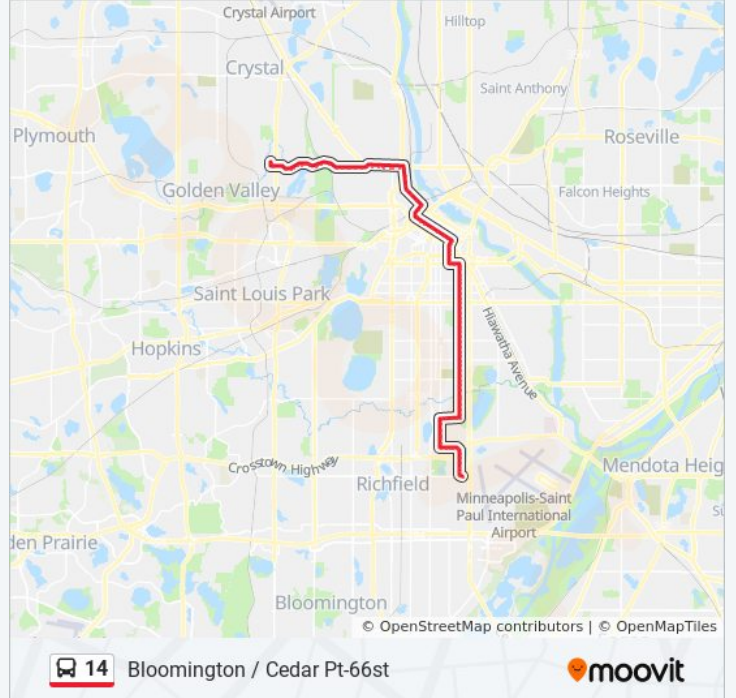 Crystal Airport
Hilltop
Crystal
Saint Anthony
Plymouth
Roseville
Golden Valley
Falcon Heights
Saint Louis Park
Hiawatha Avenue
Hopkins
Crosstown Highway
Mendota Heig
Richfield
Minneapolis-Saint
Paul International
Airport
den Prairie
Bloomington
© OpenStreetMap contributors | © OpenMapTiles
14 Bloomington / Cedar Pt-66st
moovit